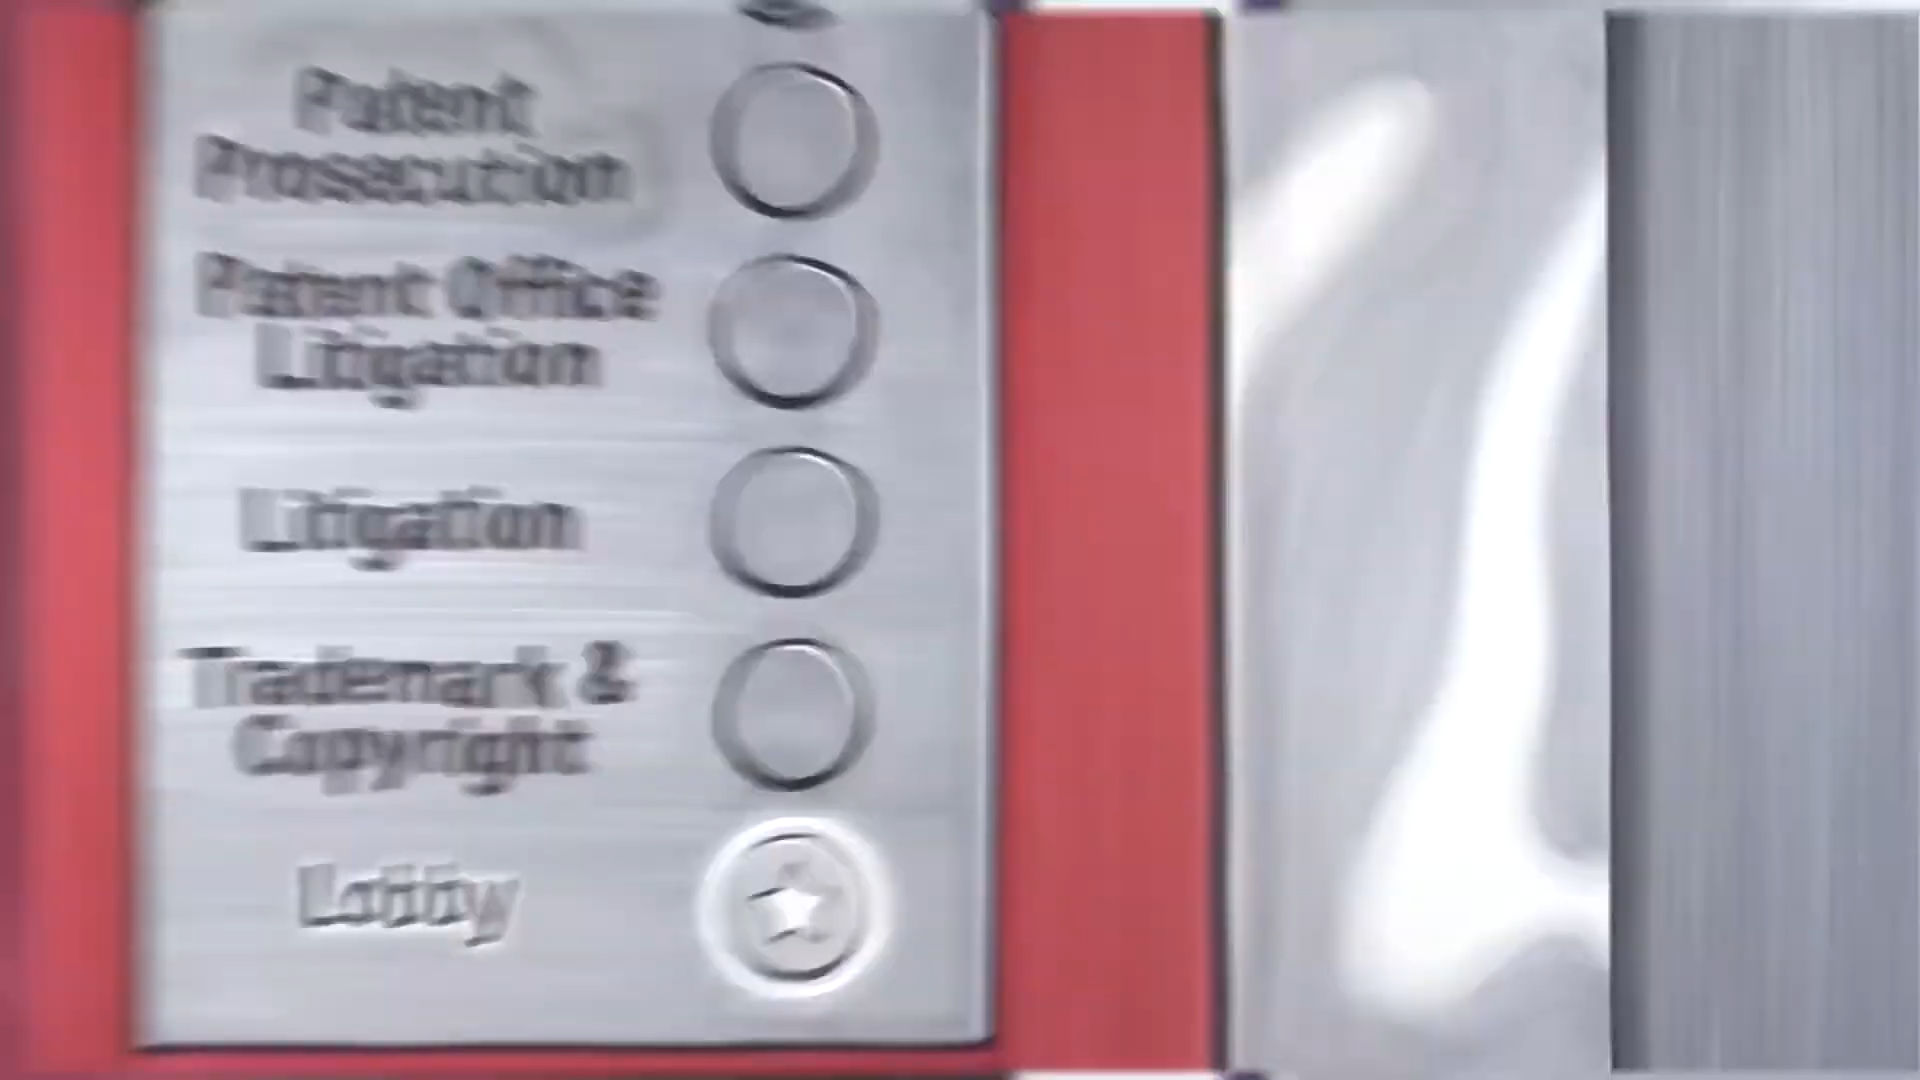 Patent
Prosecution
Patent Office
Litigation
Litigation
Trademark &
Copyright
Lobby